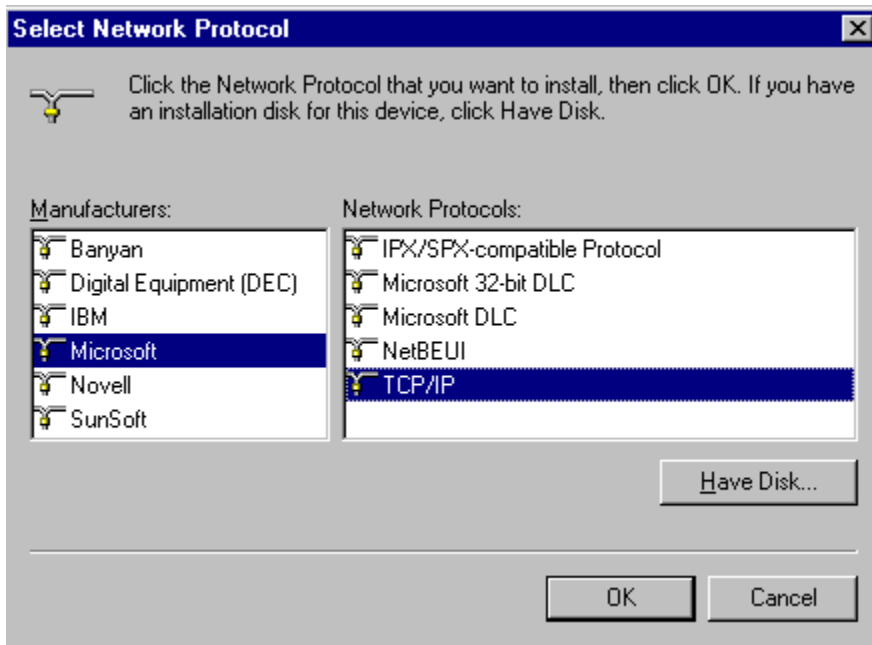 Select Network Protocol
Click the Network Protocol that you want to install, then click OK. If you have
an installation disk for this device, click Have Disk.
Manufacturers:
Banyan
Digital Equipment (DEC)
IBM
Microsoft
Novell
SunSoft
Network Protocols:
IPX/SPX-compatible Protocol
Microsoft 32-bit DLC
Microsoft DLC
NetBEUI
TCP/IP
Have Disk...
OK
Cancel